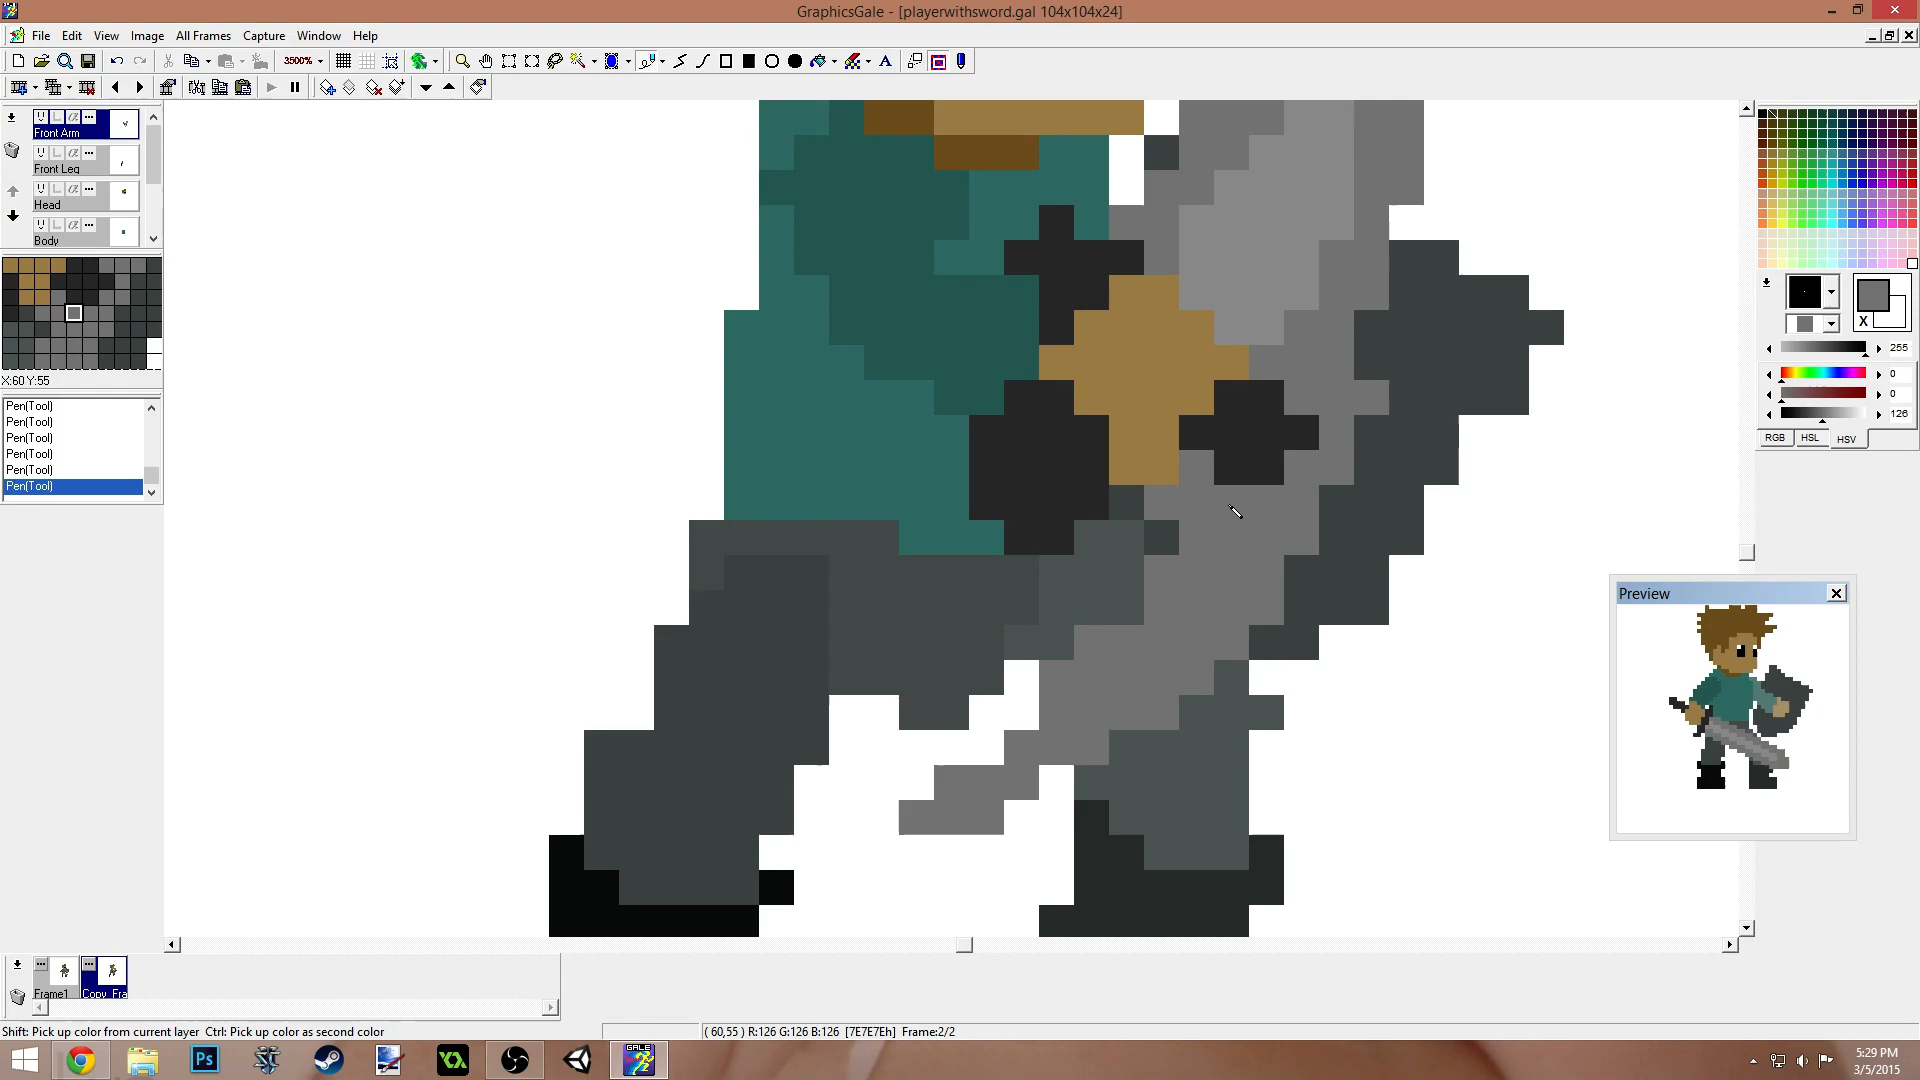 GraphicsGale - [playerwithsword.gal 104x104x24]
File Edit View Image All Frames Capture Window Help
3500%
A
Front Arm
Front Leg
Head
Body
X:60 Y:55
Pen(Tool)
Pen(Tool)
Pen(Tool)
Pen(Tool)
Pen(Tool)
Pen(Tool)
X
255
0
0
126
RGB HSL HSV
Preview
Frame1 Copy_Fra
Shift: Pick up color from current layer Ctrl: Pick up color as second color
( 60,55 ) R:126 G:126 B:126 [7E7E7Eh] Frame:2/2
Ps
GALE
5:29 PM
3/5/2015